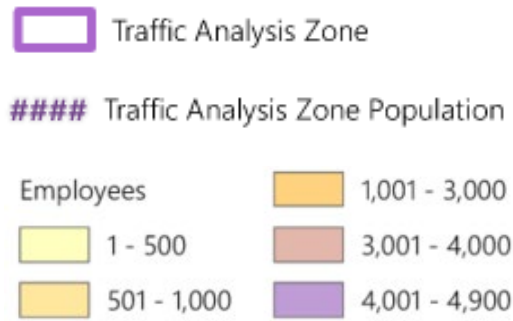 Traffic Analysis Zone
#### Traffic Analysis Zone Population
Employees
1 - 500
501 - 1,000
1,001 - 3,000
3,001 - 4,000
4,001 - 4,900